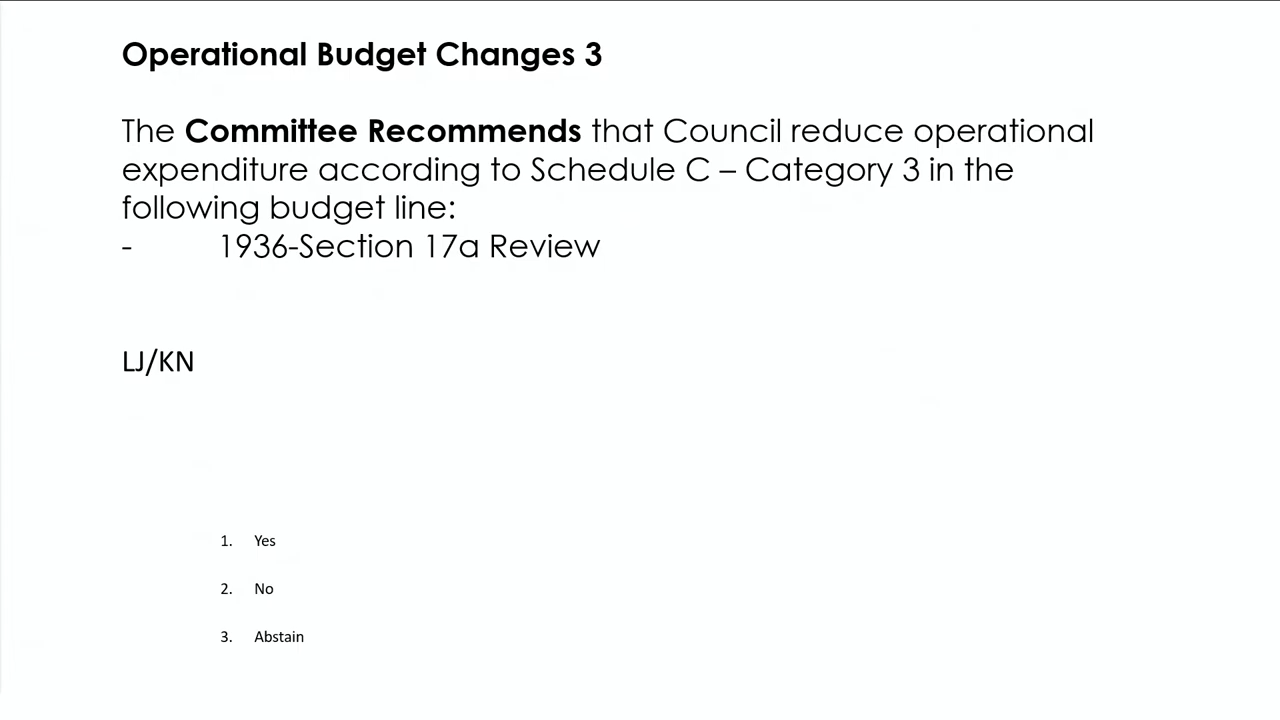 Operational Budget Changes 3
The Committee Recommends that Council reduce operational
expenditure according to Schedule C – Category 3 in the
following budget line:
- 1936-Section 17a Review
LJ/KN
1. Yes
2. No
3. Abstain